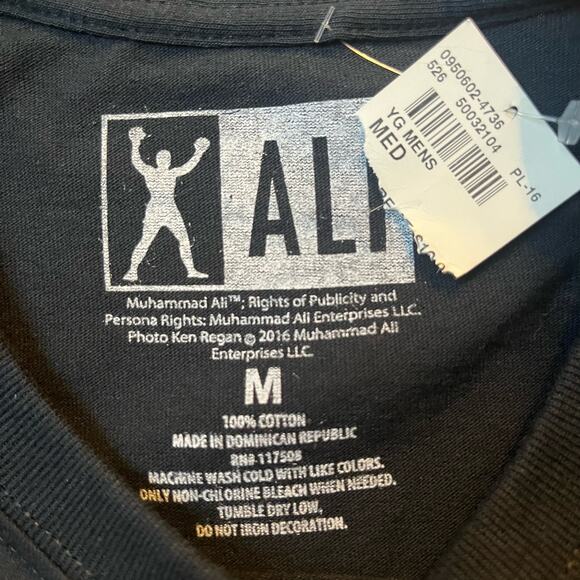 ALI
0950602-4736
526 50032104
YG MENS
MED
PL-16
Muhammad Ali™; Rights of Publicity and
Persona Rights: Muhammad Ali Enterprises LLC.
Photo Ken Regan © 2016 Muhammad Ali
Enterprises LLC.
M
100% COTTON
MADE IN DOMINICAN REPUBLIC
RN# 117508
MACHINE WASH COLD WITH LIKE COLORS.
ONLY NON-CHLORINE BLEACH WHEN NEEDED.
TUMBLE DRY LOW,
DO NOT IRON DECORATION.